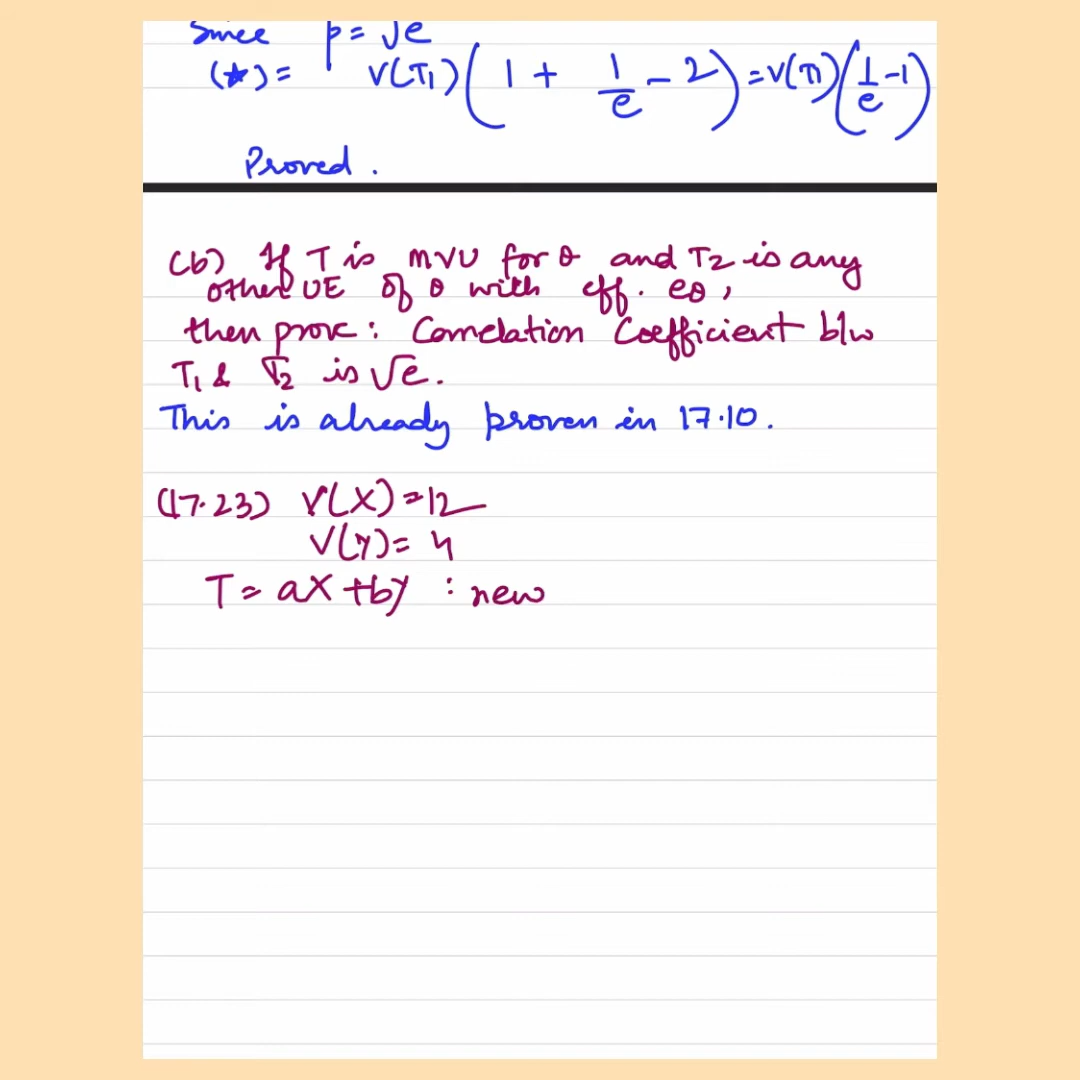 Since p = √e
(★) = V(T1) ( 1 + 1/e - 2 ) = V(T1) ( 1/e - 1 )
Proved .
(b) If T is MVU for θ and T2 is any
other UE of θ with eff. eθ ,
then prove : Correlation Coefficient b/w
T1 & T2 is √e .
This is already proven in 17.10 .
(17.23) V(X) = 12
V(Y) = 4
T = aX + bY : new